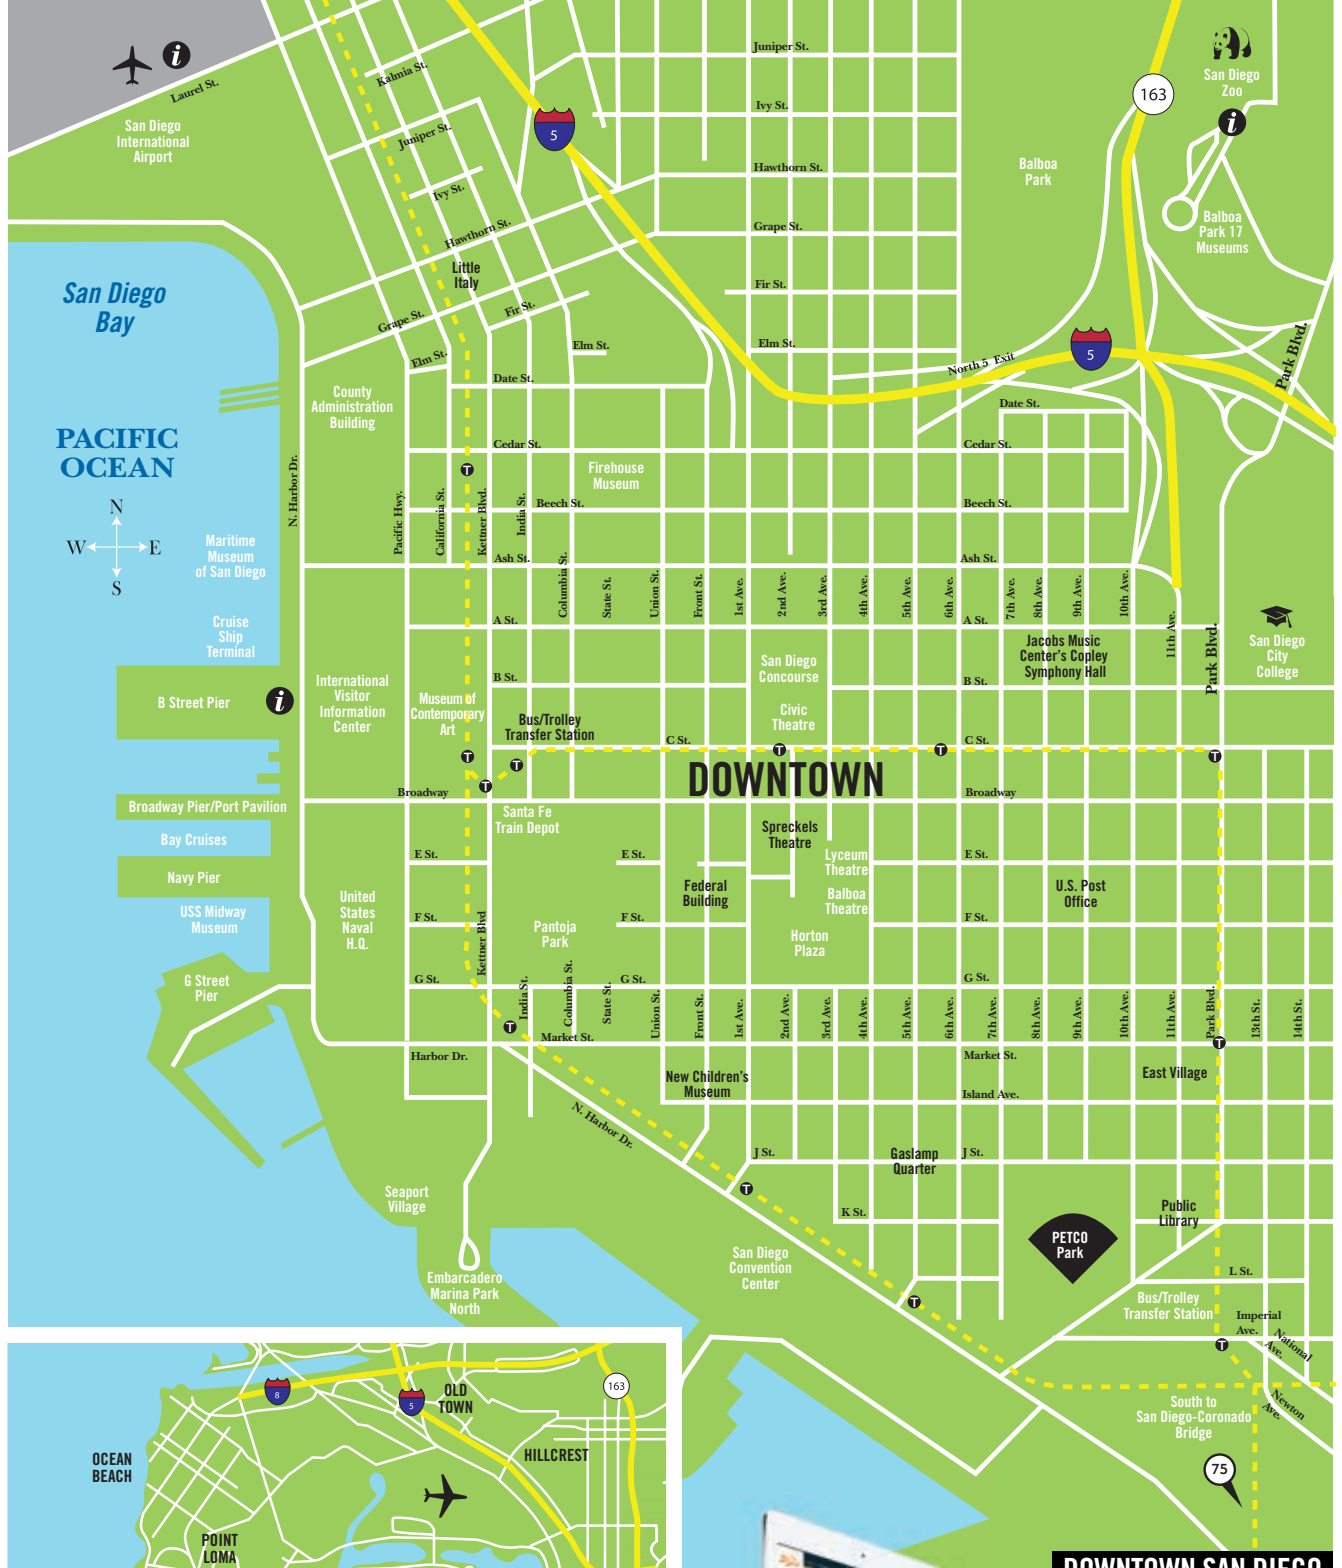 Juniper St.
Kalmia St.
i
Laurel St.
San Diego
Zoo
163
Ivy St.
San Diego
International
Airport
Juniper St.
5
i
Hawthorn St.
Balboa
Park
Ivy St.
Balboa
Park 17
Museums
Grape St.
Hawthorn St.
Little
Italy
San Diego
Bay
Fir St.
Fir St.
Grape St.
Elm St.
Elm St.
Elm St.
North 5 Exit
5
Park Blvd.
Date St.
County
Administration
Building
Date St.
PACIFIC
OCEAN
Cedar St.
Cedar St.
T
Firehouse
Museum
N. Harbor Dr.
Pacific Hwy.
California St.
Kettner Blvd.
India St.
Beech St.
Beech St.
N
W E
S
Maritime
Museum
of San Diego
Ash St.
Ash St.
Columbia St.
State St.
Union St.
Front St.
1st Ave.
2nd Ave.
3rd Ave.
4th Ave.
5th Ave.
6th Ave.
7th Ave.
8th Ave.
9th Ave.
10th Ave.
11th Ave.
Park Blvd.
Cruise
Ship
Terminal
A St.
A St.
Jacobs Music
Center's Copley
Symphony Hall
San Diego
City
College
San Diego
Concourse
B St.
B St.
B Street Pier
i
International
Visitor
Information
Center
Museum of
Contemporary
Art
Civic
Theatre
Bus/Trolley
Transfer Station
C St.
C St.
T
T
T
T
T
T
DOWNTOWN
Broadway
Broadway
Broadway Pier/Port Pavilion
Santa Fe
Train Depot
Spreckels
Theatre
Bay Cruises
E St.
E St.
E St.
Lyceum
Theatre
Navy Pier
Federal
Building
Balboa
Theatre
U.S. Post
Office
United
States
Naval
H.Q.
USS Midway
Museum
F St.
F St.
F St.
Kettner Blvd
Pantoja
Park
Horton
Plaza
G Street
Pier
G St.
G St.
G St.
India St.
Columbia St.
State St.
Union St.
Front St.
1st Ave.
2nd Ave.
3rd Ave.
4th Ave.
5th Ave.
6th Ave.
7th Ave.
8th Ave.
9th Ave.
10th Ave.
11th Ave.
Park Blvd.
13th St.
14th St.
T
T
Market St.
Harbor Dr.
Market St.
New Children's
Museum
East Village
Island Ave.
N. Harbor Dr.
J St.
Gaslamp
Quarter
J St.
T
Seaport
Village
K St.
Public
Library
PETCO
Park
San Diego
Convention
Center
Embarcadero
Marina Park
North
L St.
Bus/Trolley
Transfer Station
T
Imperial
Ave.
T
National
Ave.
8
5
OLD
TOWN
163
South to
San Diego-Coronado
Bridge
Newton
Ave.
OCEAN
BEACH
HILLCREST
75
POINT
LOMA
DOWNTOWN SAN DIEGO